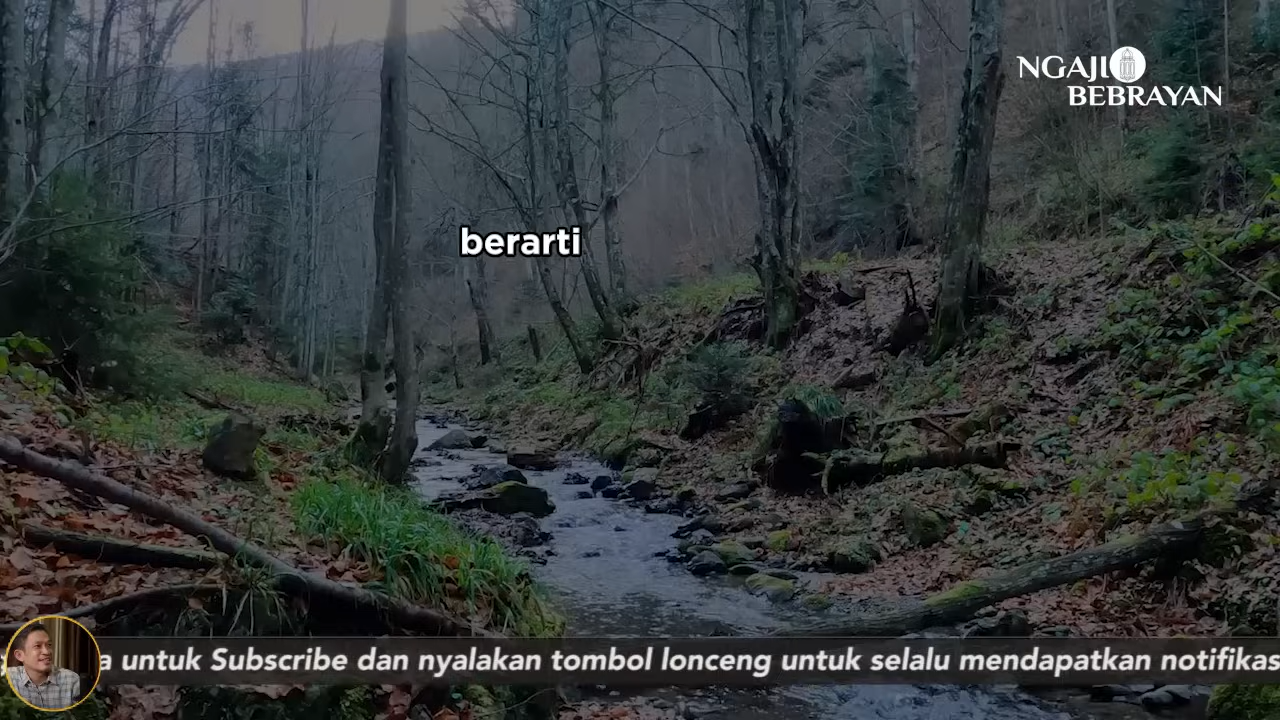 NGAJI
BEBRAYAN
berarti
a untuk Subscribe dan nyalakan tombol lonceng untuk selalu mendapatkan notifikas